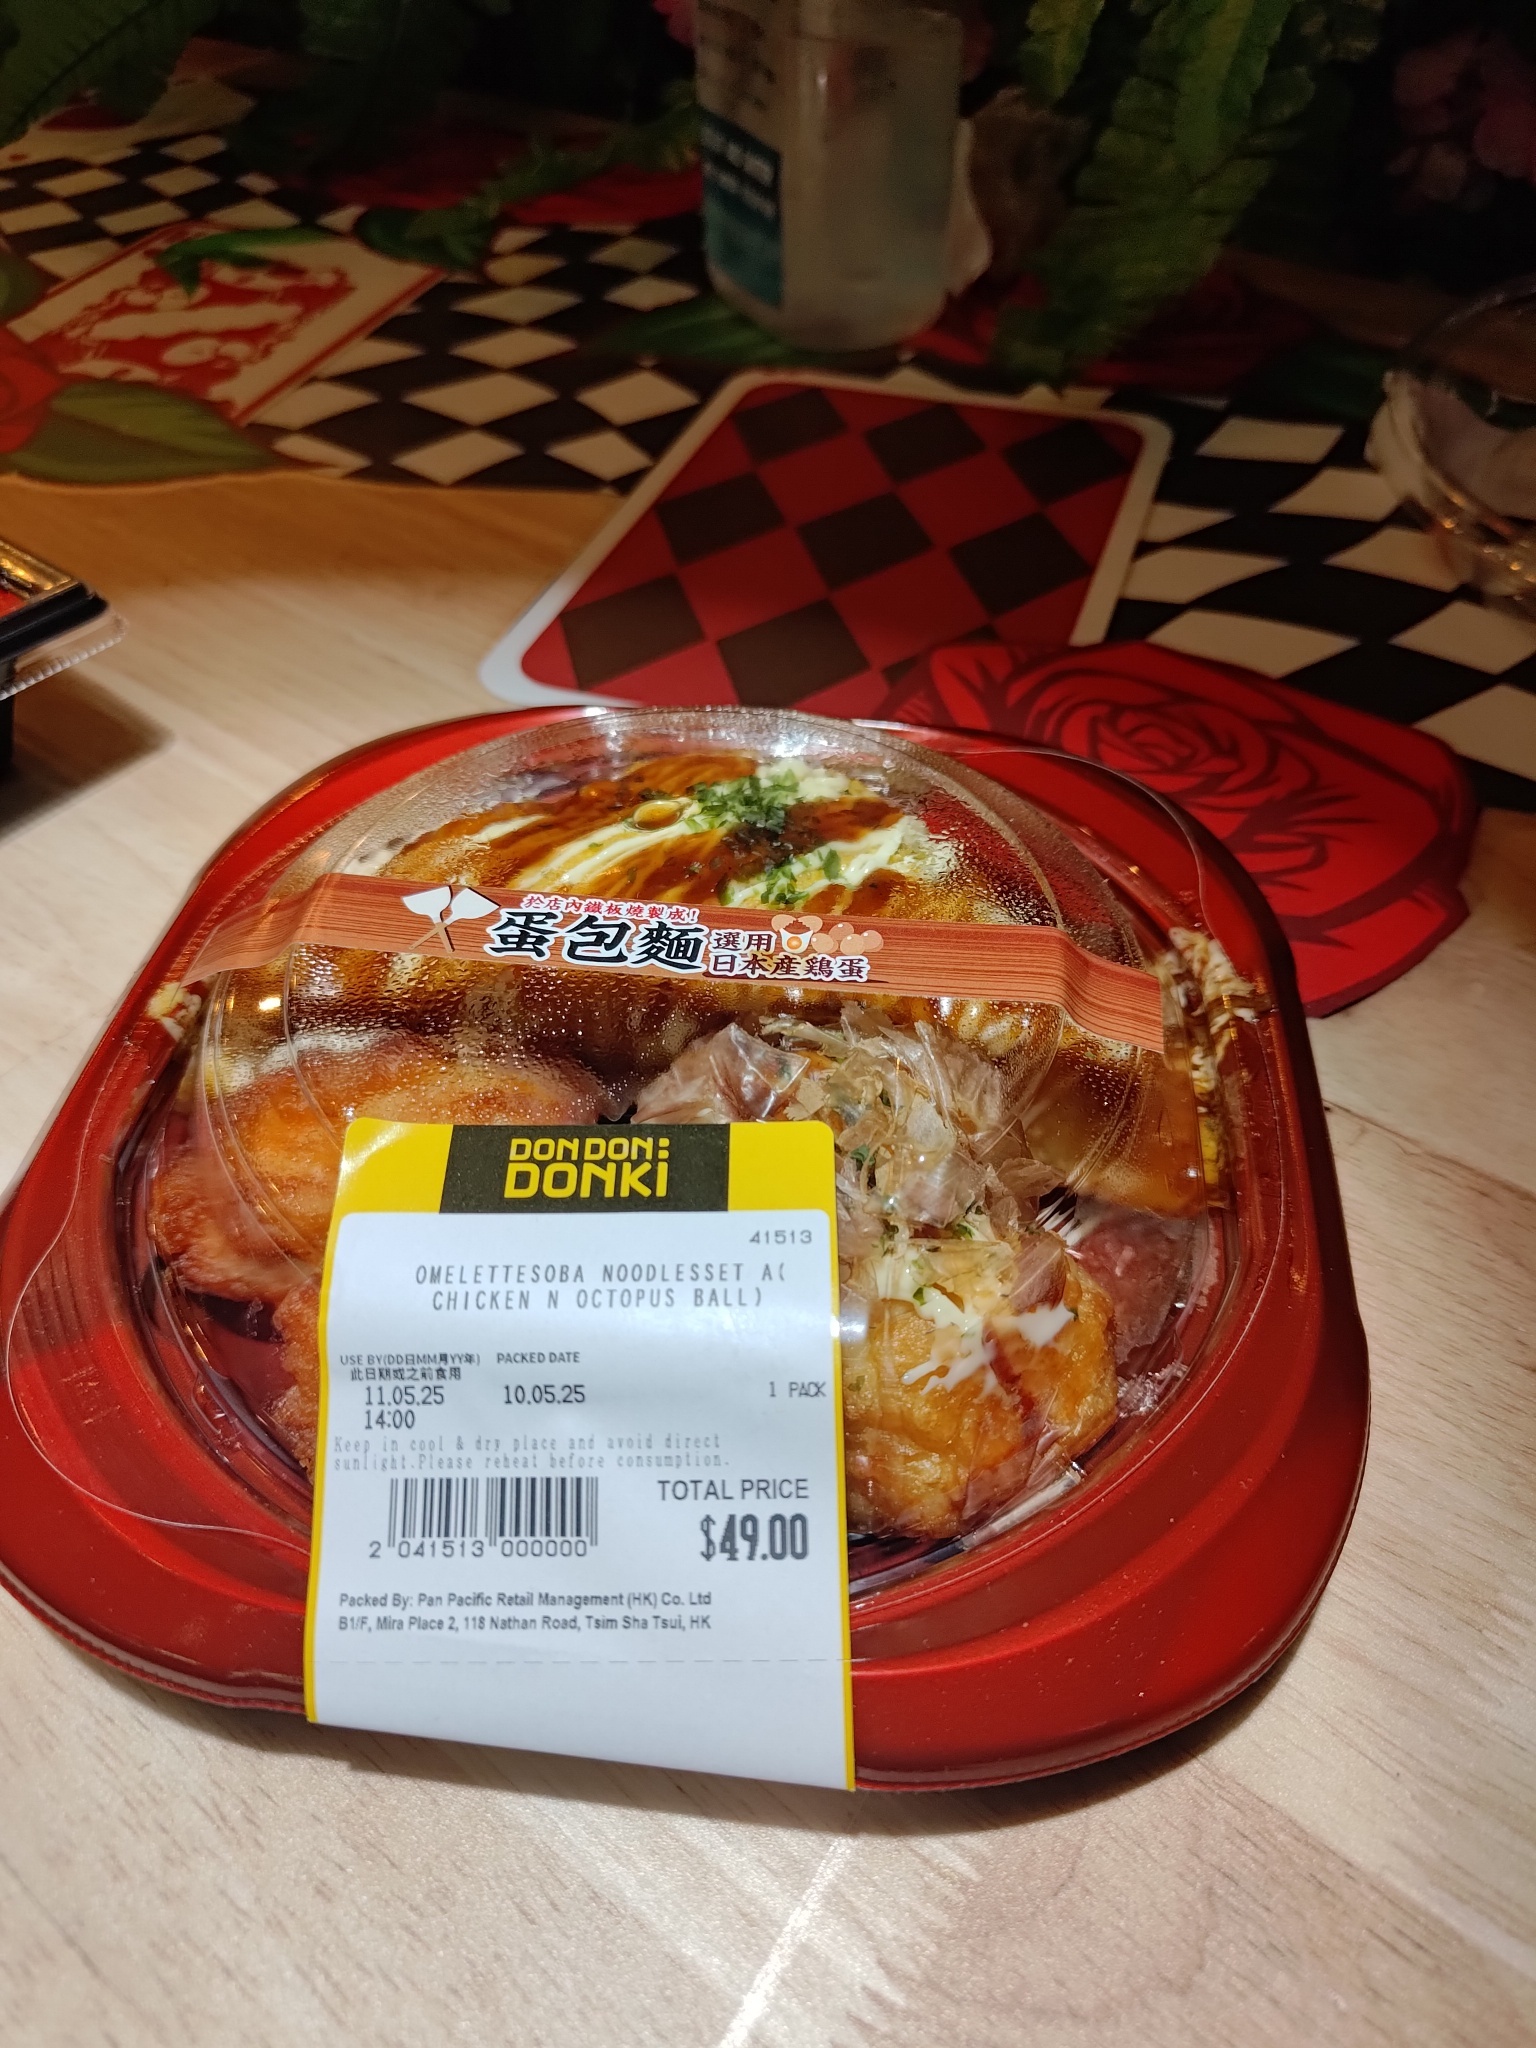 於店內鐵板燒製成!
蛋包麵 選用
日本産鶏蛋
DON DON:
DONKi
41513
OMELETTESOBA NOODLESSET A(
CHICKEN N OCTOPUS BALL)
USE BY(DD日MM月YY年) PACKED DATE
此日期或之前食用
11.05.25 10.05.25 1 PACK
14:00
Keep in cool & dry place and avoid direct
sunlight.Please reheat before consumption.
TOTAL PRICE
$49.00
2 041513 000000
Packed By: Pan Pacific Retail Management (HK) Co. Ltd
B1/F, Mira Place 2, 118 Nathan Road, Tsim Sha Tsui, HK